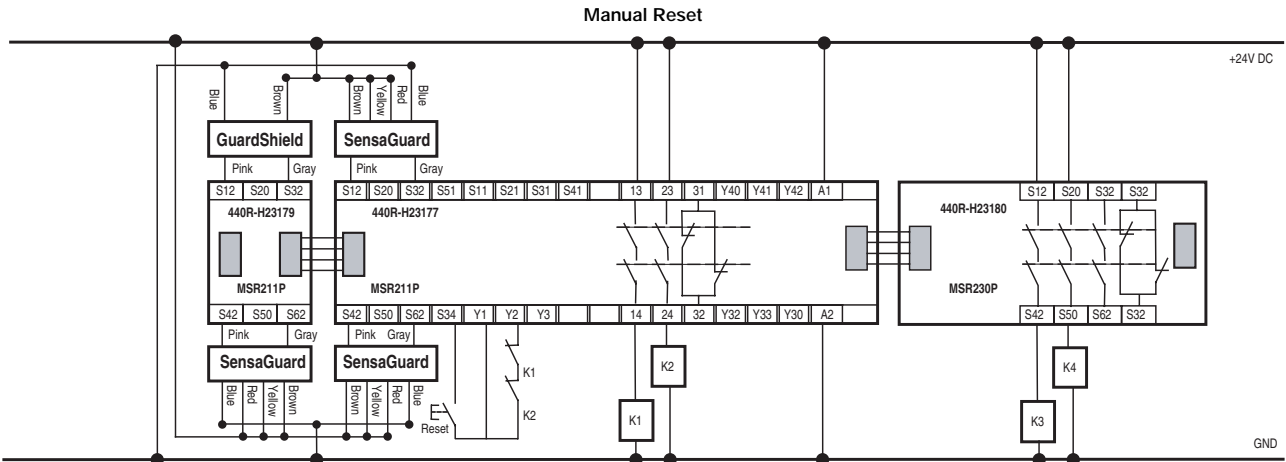 Manual Reset
+24V DC
Blue
Brown
Brown
Yellow
Red
Blue
GuardShield
SensaGuard
Pink
Gray
Pink
Gray
S12 S20 S32
S12 S20 S32 S51 S11 S21 S31 S41 13 23 31 Y40 Y41 Y42 A1
S12 S20 S32 S32
440R-H23179
440R-H23177
440R-H23180
MSR211P
MSR211P
MSR230P
S42 S50 S62
S42 S50 S62 S34 Y1 Y2 Y3 14 24 32 Y32 Y33 Y30 A2
S42 S50 S62 S32
Pink
Gray
Pink
Gray
SensaGuard
SensaGuard
K1
K2
K4
Blue
Red
Yellow
Brown
Brown
Yellow
Red
Blue
Reset
K2
K1
K3
GND